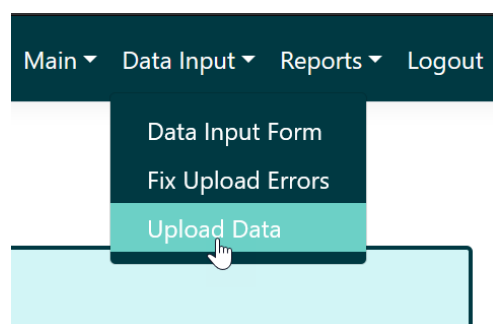 Main Data Input Reports Logout
Data Input Form
Fix Upload Errors
Upload Data